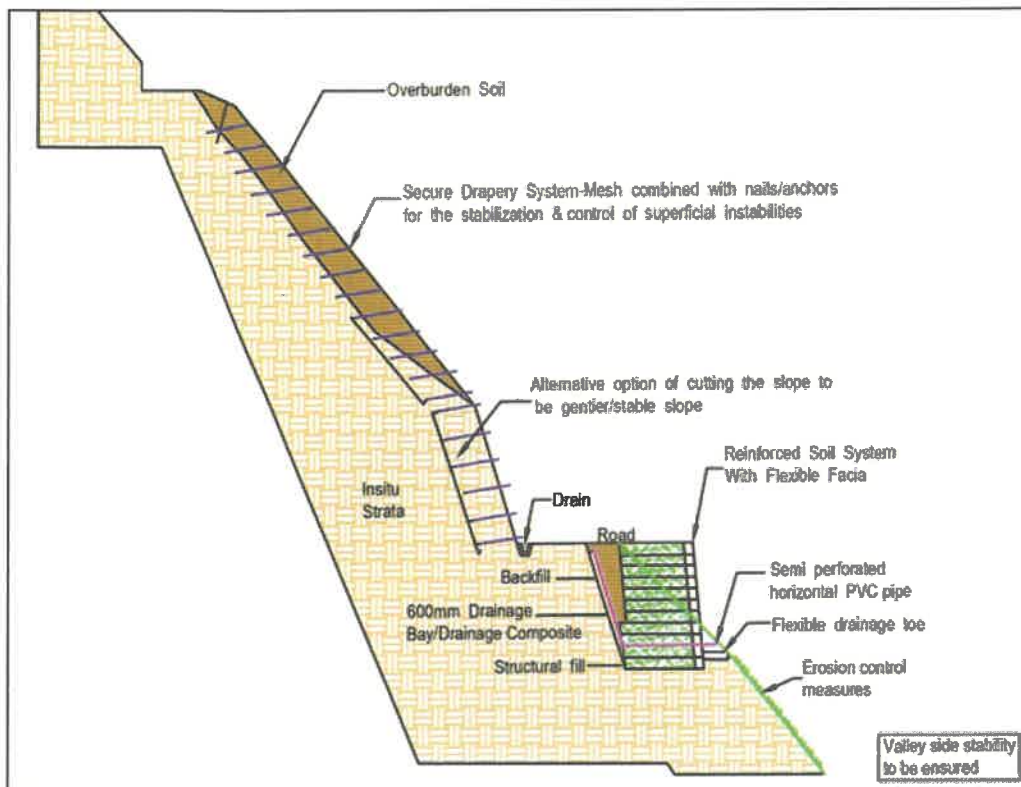 Overburden Soil
Secure Drapery System-Mesh combined with nails/anchors
for the stabilization & control of superficial instabilities
Alternative option of cutting the slope to
be gentler/stable slope
Reinforced Soil System
With Flexible Facia
Insitu
Strata
Drain
Road
Backfill
Semi perforated
horizontal PVC pipe
600mm Drainage
Bay/Drainage Composite
Flexible drainage toe
Structural fill
Erosion control
measures
Valley side stability
to be ensured